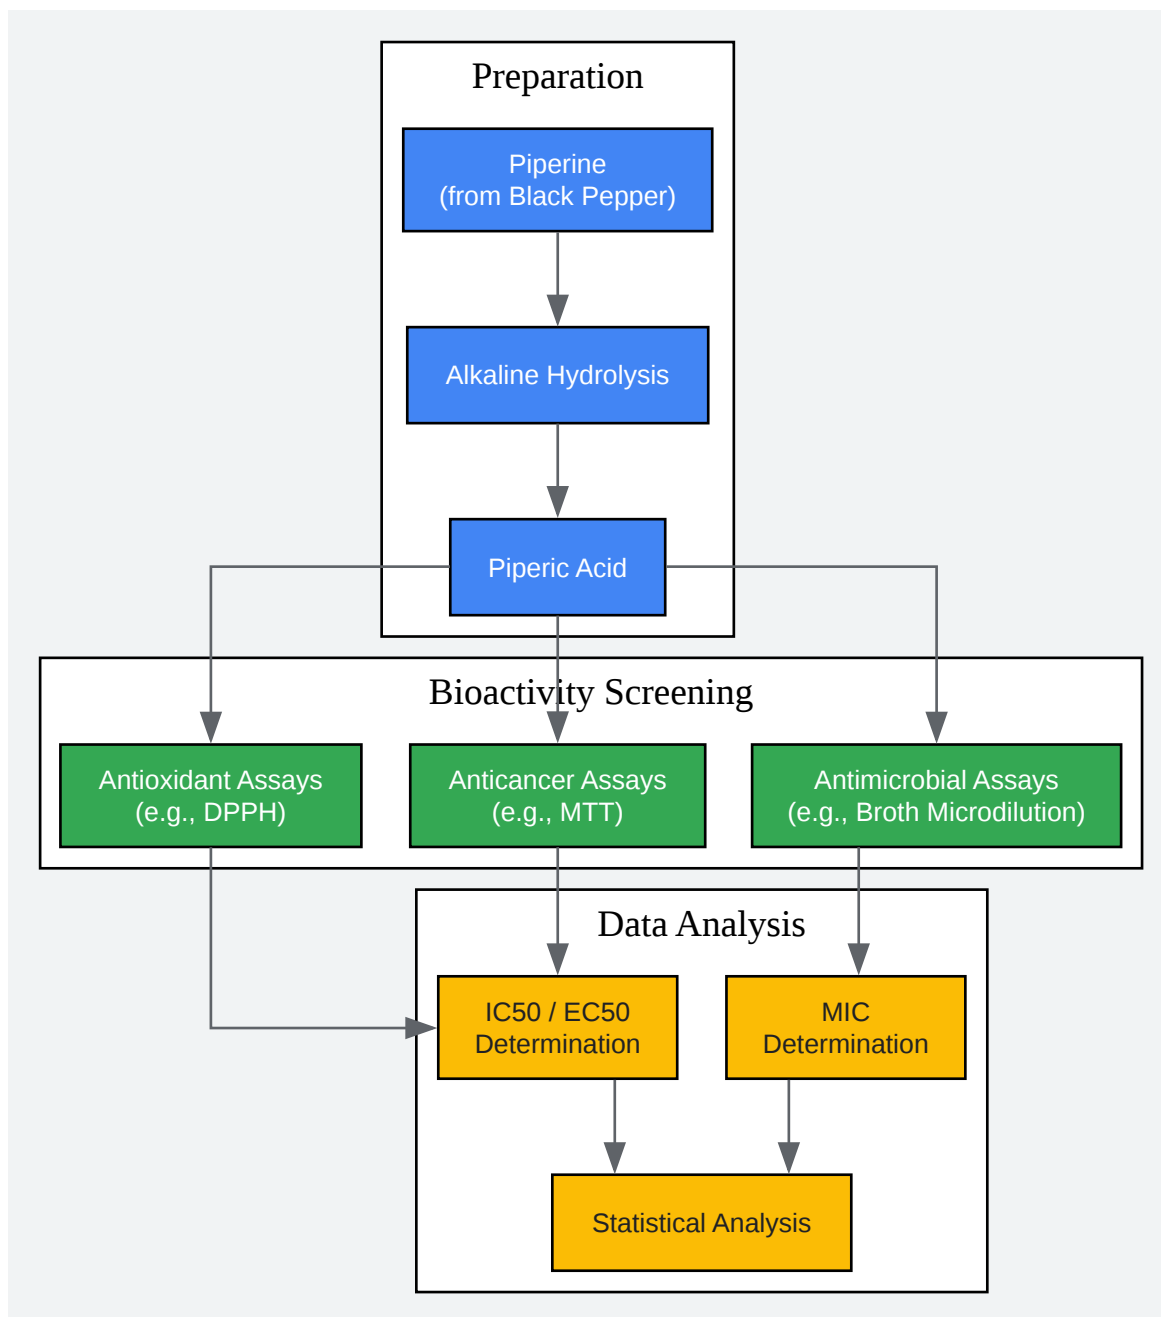 Preparation
Piperine
(from Black Pepper)
Alkaline Hydrolysis
Piperic Acid
Bioactivity Screening
Antioxidant Assays
(e.g., DPPH)
Anticancer Assays
(e.g., MTT)
Antimicrobial Assays
(e.g., Broth Microdilution)
Data Analysis
IC50 / EC50
Determination
MIC
Determination
Statistical Analysis